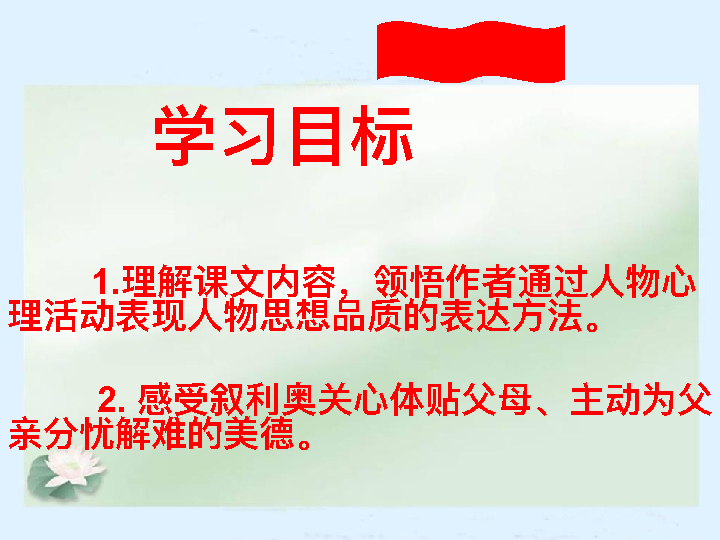 学习目标
1.理解课文内容，领悟作者通过人物心
理活动表现人物思想品质的表达方法。
2. 感受叙利奥关心体贴父母、主动为父
亲分忧解难的美德。